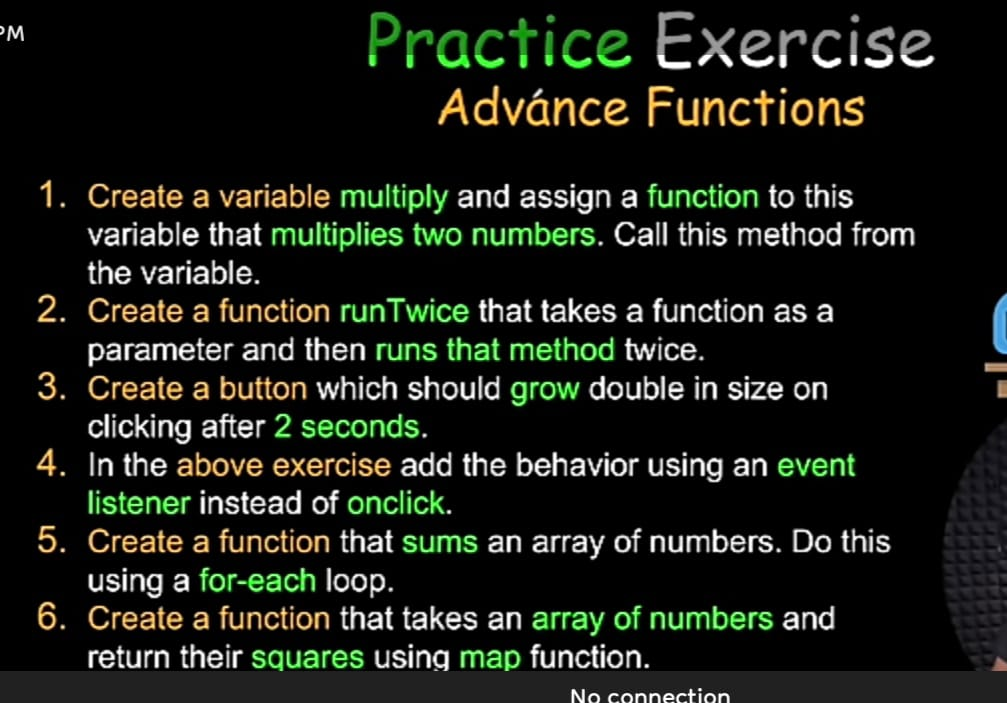 PM
Practice Exercise
Advánce Functions
1. Create a variable multiply and assign a function to this
variable that multiplies two numbers. Call this method from
the variable.
2. Create a function runTwice that takes a function as a
parameter and then runs that method twice.
3. Create a button which should grow double in size on
clicking after 2 seconds.
4. In the above exercise add the behavior using an event
listener instead of onclick.
5. Create a function that sums an array of numbers. Do this
using a for-each loop.
6. Create a function that takes an array of numbers and
return their squares using map function.
No connection